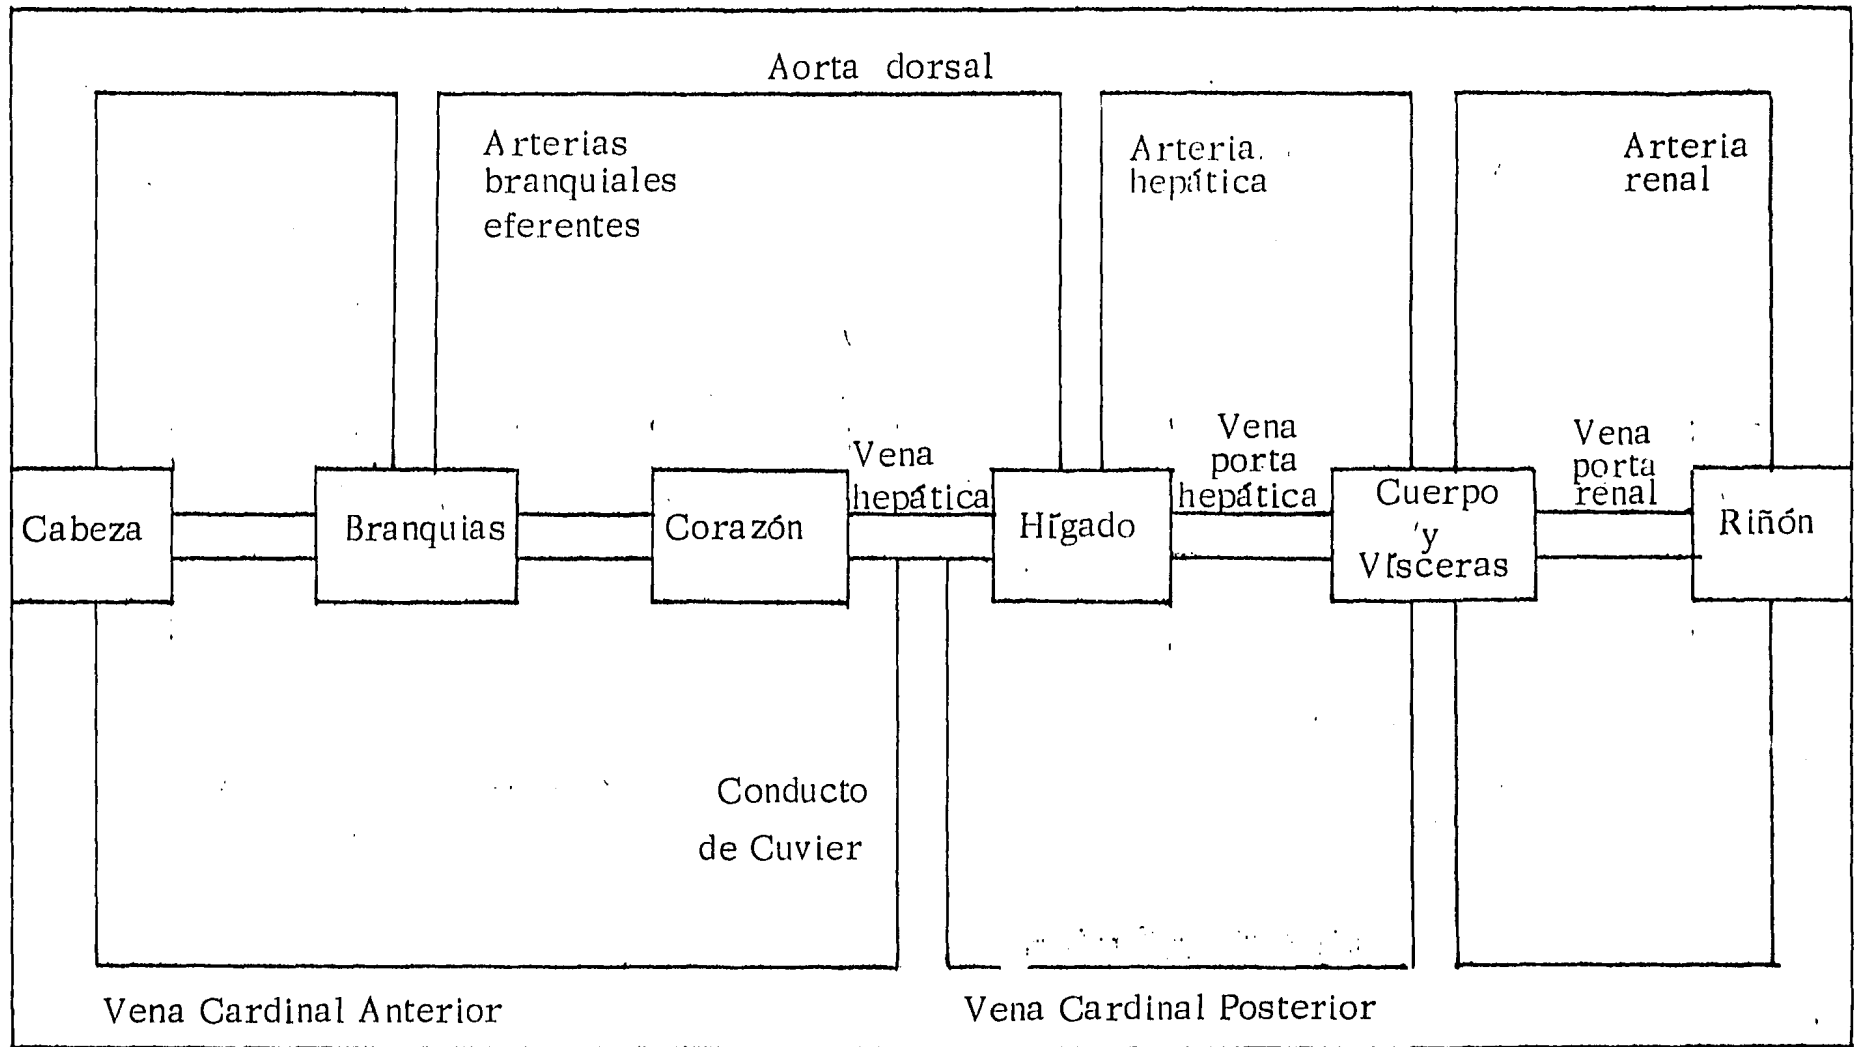 Aorta dorsal
Arterias
branquiales
eferentes
Arteria
hepática
Arteria
renal
Vena
hepática
Vena
porta
hepática
Vena
porta
renal
Cabeza
Branquias
Corazón
Hígado
Cuerpo
y
Vísceras
Riñón
Conducto
de Cuvier
Vena Cardinal Anterior
Vena Cardinal Posterior